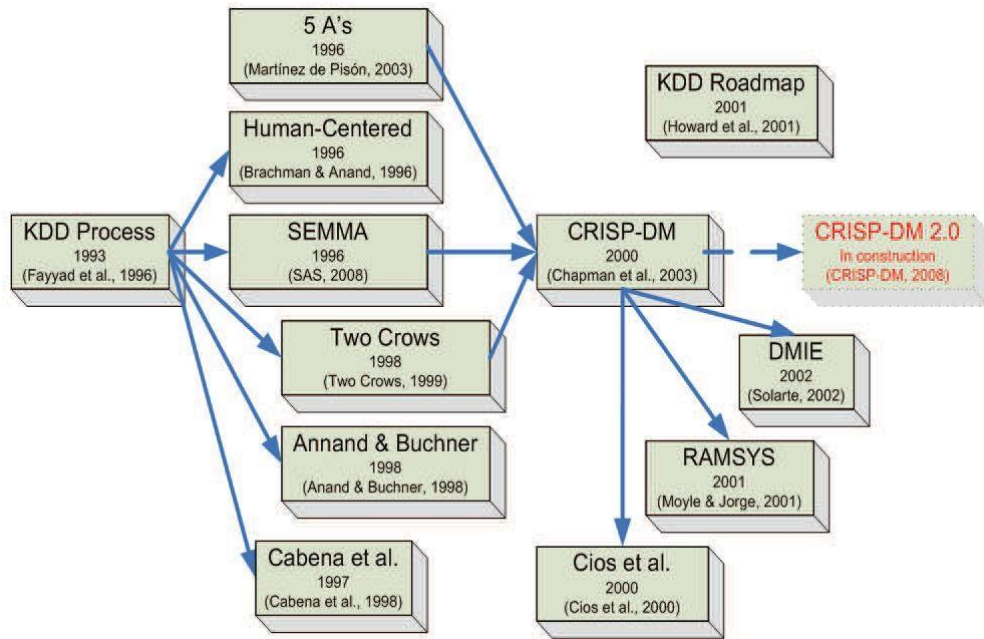 5 A's
1996
(Martínez de Pisón, 2003)
KDD Roadmap
2001
(Howard et al., 2001)
Human-Centered
1996
(Brachman & Anand, 1996)
KDD Process
1993
(Fayyad et al., 1996)
SEMMA
1996
(SAS, 2008)
CRISP-DM
2000
(Chapman et al., 2003)
CRISP-DM 2.0
In construction
(CRISP-DM, 2008)
Two Crows
1998
(Two Crows, 1999)
DMIE
2002
(Solarte, 2002)
Annand & Buchner
1998
(Anand & Buchner, 1998)
RAMSYS
2001
(Moyle & Jorge, 2001)
Cabena et al.
1997
(Cabena et al., 1998)
Cios et al.
2000
(Cios et al., 2000)